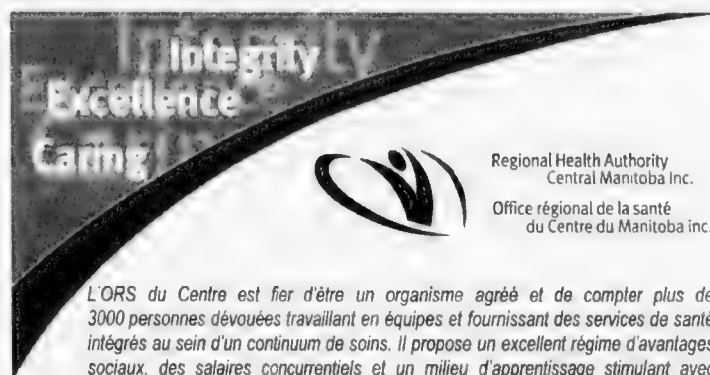 Integrity
Excellence
Caring
Regional Health Authority
Central Manitoba Inc.
Office régional de la santé
du Centre du Manitoba inc.
L'ORS du Centre est fier d'être un organisme agréé et de compter plus de
3000 personnes dévouées travaillant en équipes et fournissant des services de santé
intégrés au sein d'un continuum de soins. Il propose un excellent régime d'avantages
sociaux, des salaires concurrentiels et un milieu d'apprentissage stimulant avec